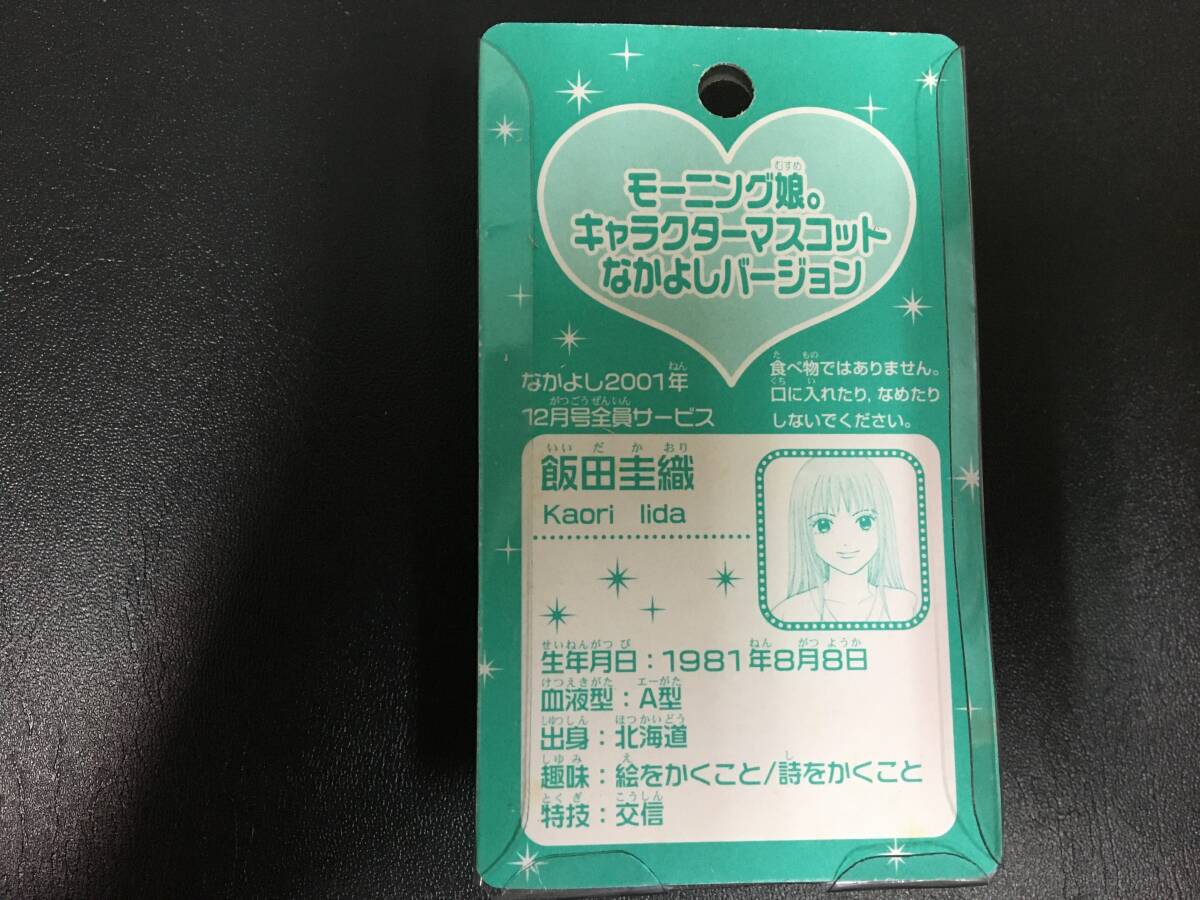 モーニング娘。
キャラクターマスコット
なかよしバージョン
なかよし2001年
12月号全員サービス
食べ物ではありません。
口に入れたり，なめたり
しないでください。
飯田圭織
Kaori Iida
生年月日：1981年8月8日
血液型：A型
出身：北海道
趣味：絵をかくこと/詩をかくこと
特技：交信